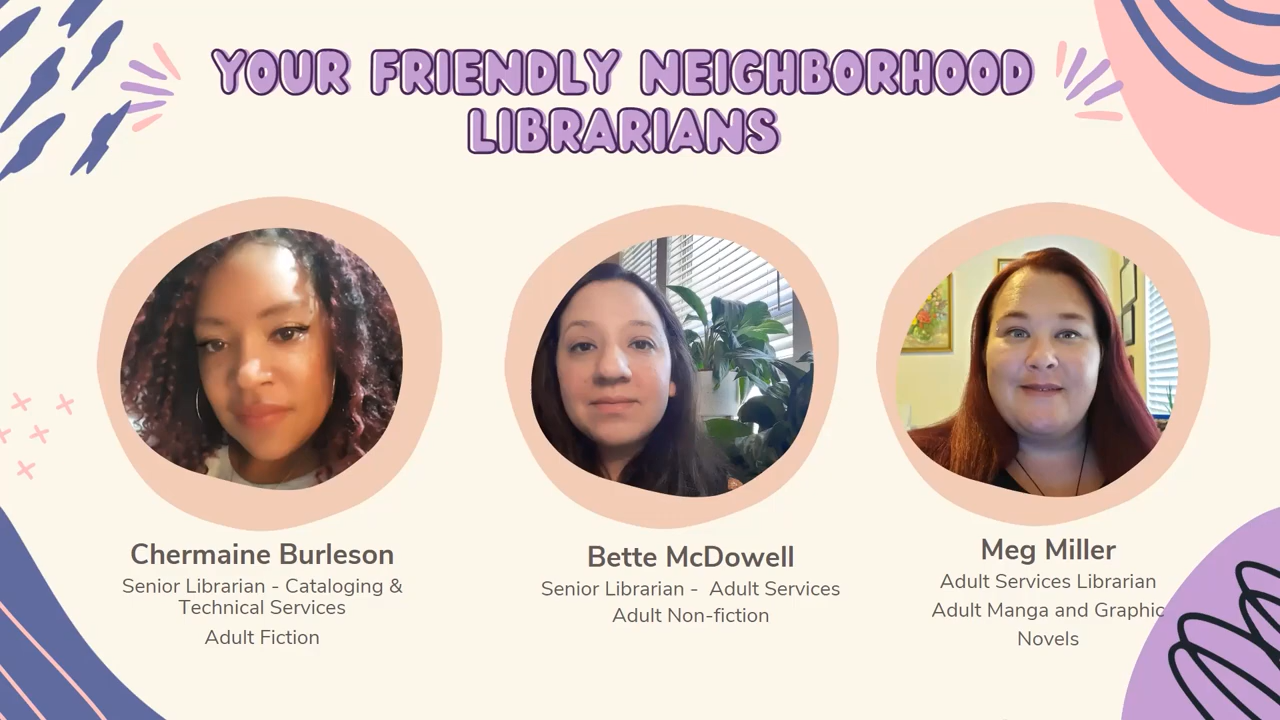 YOUR FRIENDLY NEIGHBORHOOD
LIBRARIANS
Chermaine Burleson
Senior Librarian - Cataloging &
Technical Services
Adult Fiction
Bette McDowell
Senior Librarian - Adult Services
Adult Non-fiction
Meg Miller
Adult Services Librarian
Adult Manga and Graphic
Novels